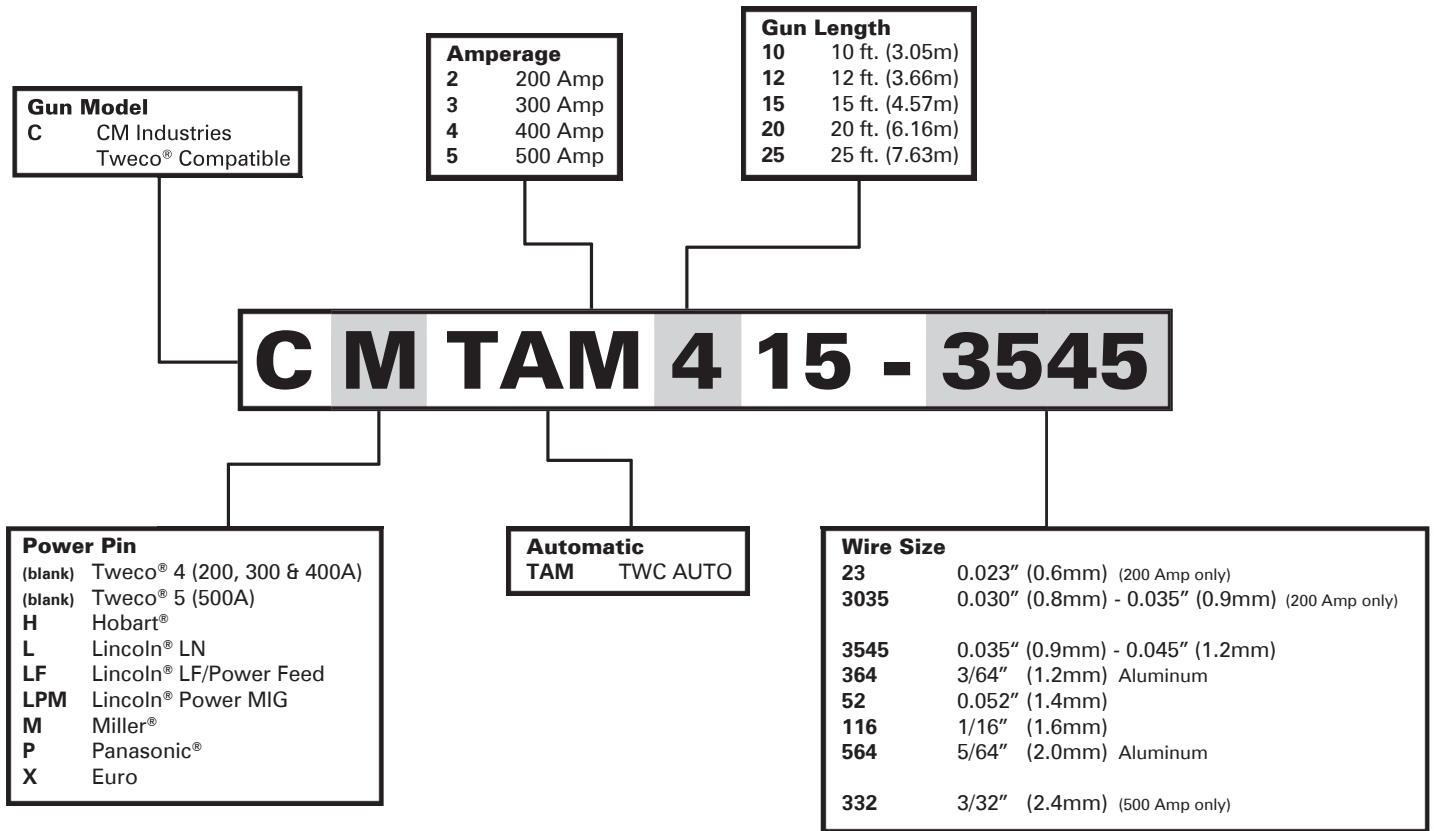 Gun Model
C CM Industries
Tweco® Compatible
Amperage
2 200 Amp
3 300 Amp
4 400 Amp
5 500 Amp
Gun Length
10 10 ft. (3.05m)
12 12 ft. (3.66m)
15 15 ft. (4.57m)
20 20 ft. (6.16m)
25 25 ft. (7.63m)
C M TAM 4 15 - 3545
Power Pin
(blank) Tweco® 4 (200, 300 & 400A)
(blank) Tweco® 5 (500A)
H Hobart®
L Lincoln® LN
LF Lincoln® LF/Power Feed
LPM Lincoln® Power MIG
M Miller®
P Panasonic®
X Euro
Automatic
TAM TWC AUTO
Wire Size
23 0.023” (0.6mm) (200 Amp only)
3035 0.030” (0.8mm) - 0.035” (0.9mm) (200 Amp only)
3545 0.035“ (0.9mm) - 0.045” (1.2mm)
364 3/64” (1.2mm) Aluminum
52 0.052” (1.4mm)
116 1/16” (1.6mm)
564 5/64” (2.0mm) Aluminum
332 3/32” (2.4mm) (500 Amp only)